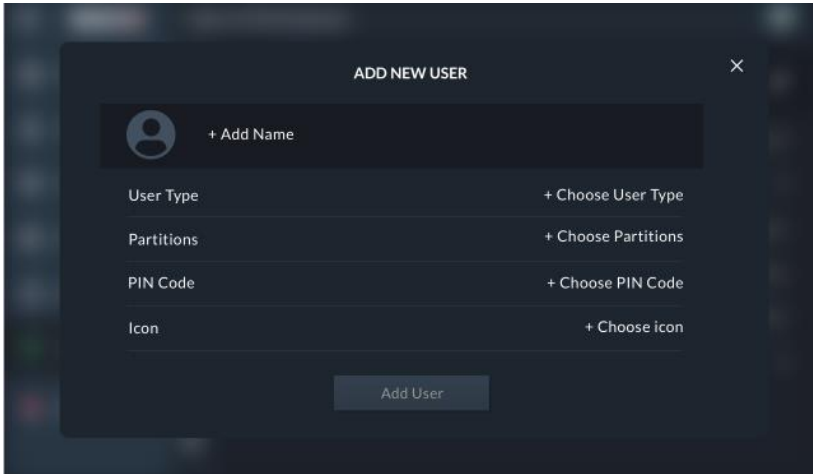 ADD NEW USER
+ Add Name
User Type + Choose User Type
Partitions + Choose Partitions
PIN Code + Choose PIN Code
Icon + Choose icon
Add User